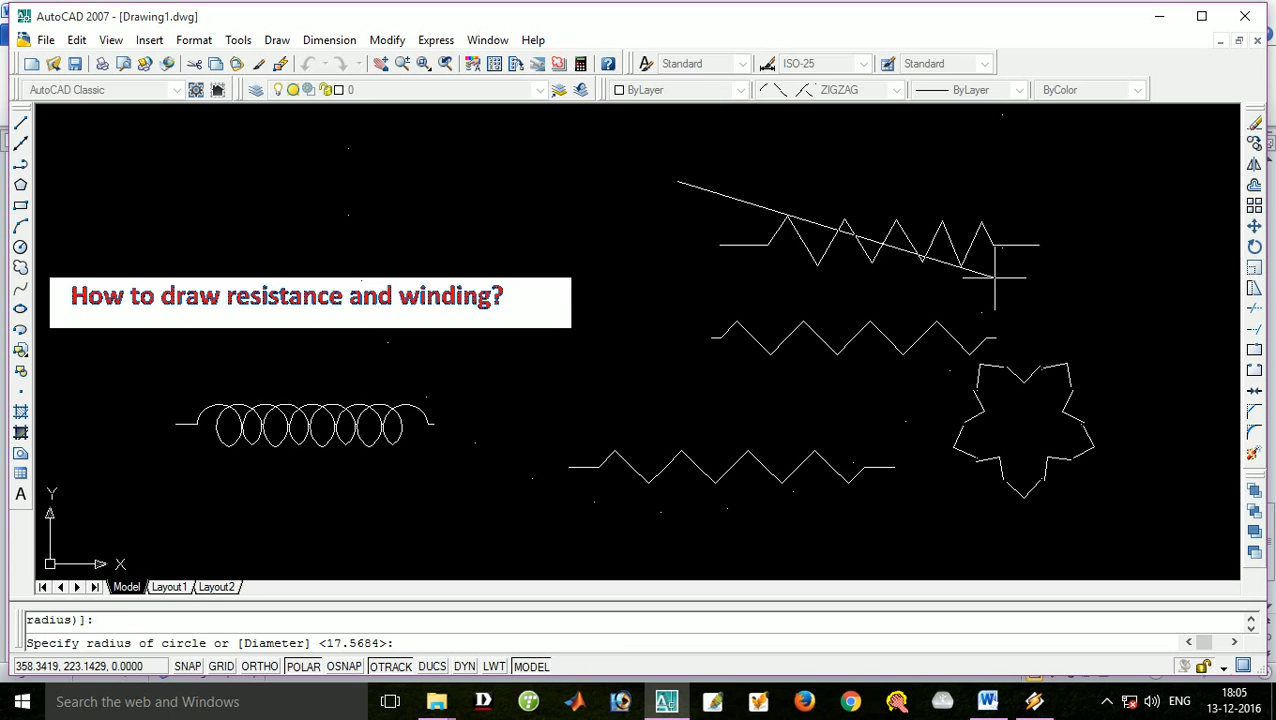 AutoCAD 2007 - [Drawing1.dwg]
File Edit View Insert Format Tools Draw Dimension Modify Express Window Help
Standard ISO-25 Standard
AutoCAD Classic 0 ByLayer ZIGZAG ByLayer ByColor
How to draw resistance and winding?
Y
X
Model Layout1 Layout2
radius)]:
Specify radius of circle or [Diameter] <17.5684>:
358.3419, 223.1429, 0.0000 SNAP GRID ORTHO POLAR OSNAP OTRACK DUCS DYN LWT MODEL
Search the web and Windows
ENG
18:05
13-12-2016